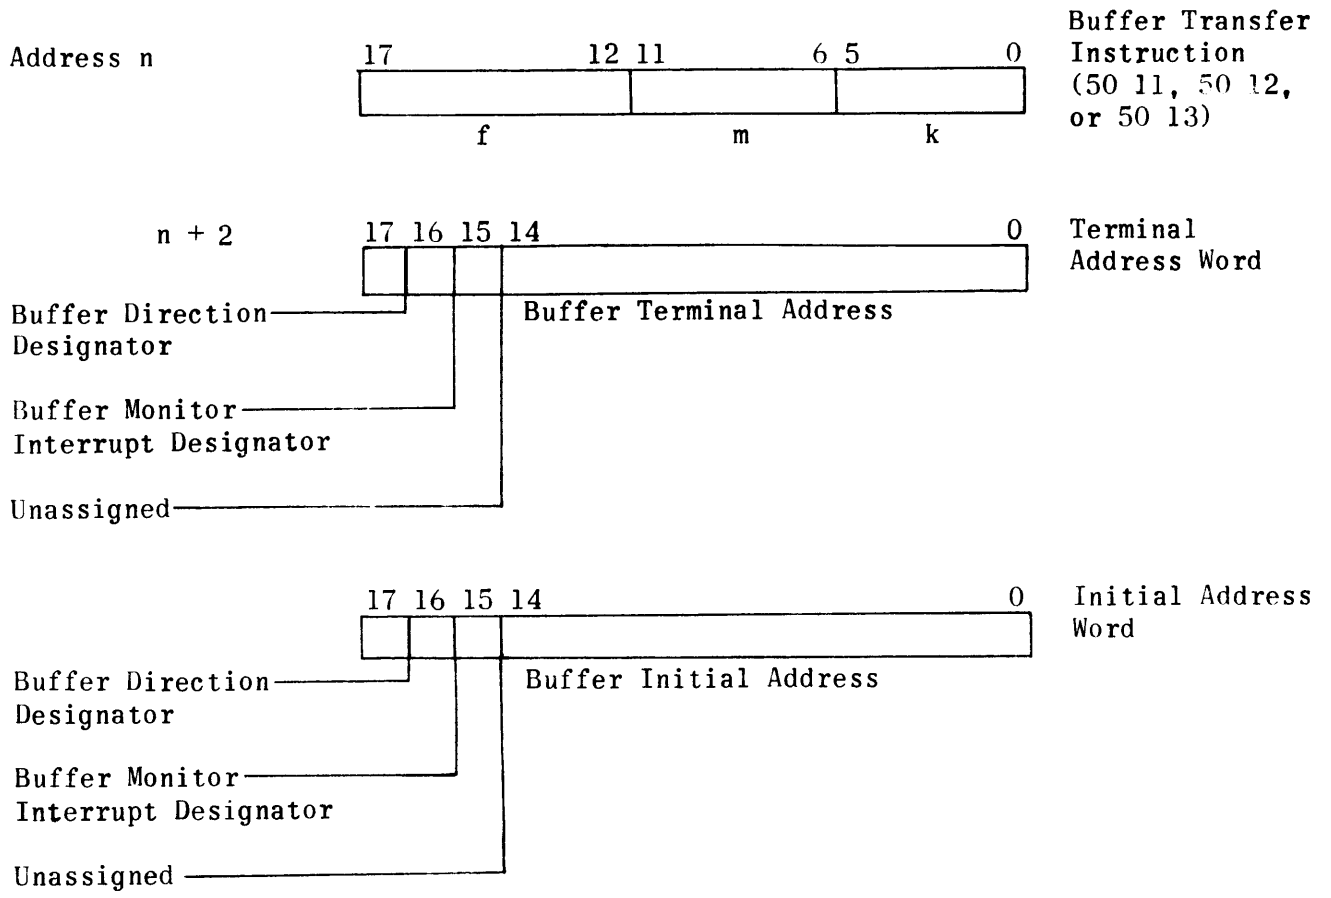 Address n
17 12 11 6 5 0
Buffer Transfer
Instruction
(50 11, 50 12,
or 50 13)
f m k
n + 2
17 16 15 14 0
Terminal
Address Word
Buffer Direction
Designator
Buffer Terminal Address
Buffer Monitor
Interrupt Designator
Unassigned
17 16 15 14 0
Initial Address
Word
Buffer Direction
Designator
Buffer Initial Address
Buffer Monitor
Interrupt Designator
Unassigned